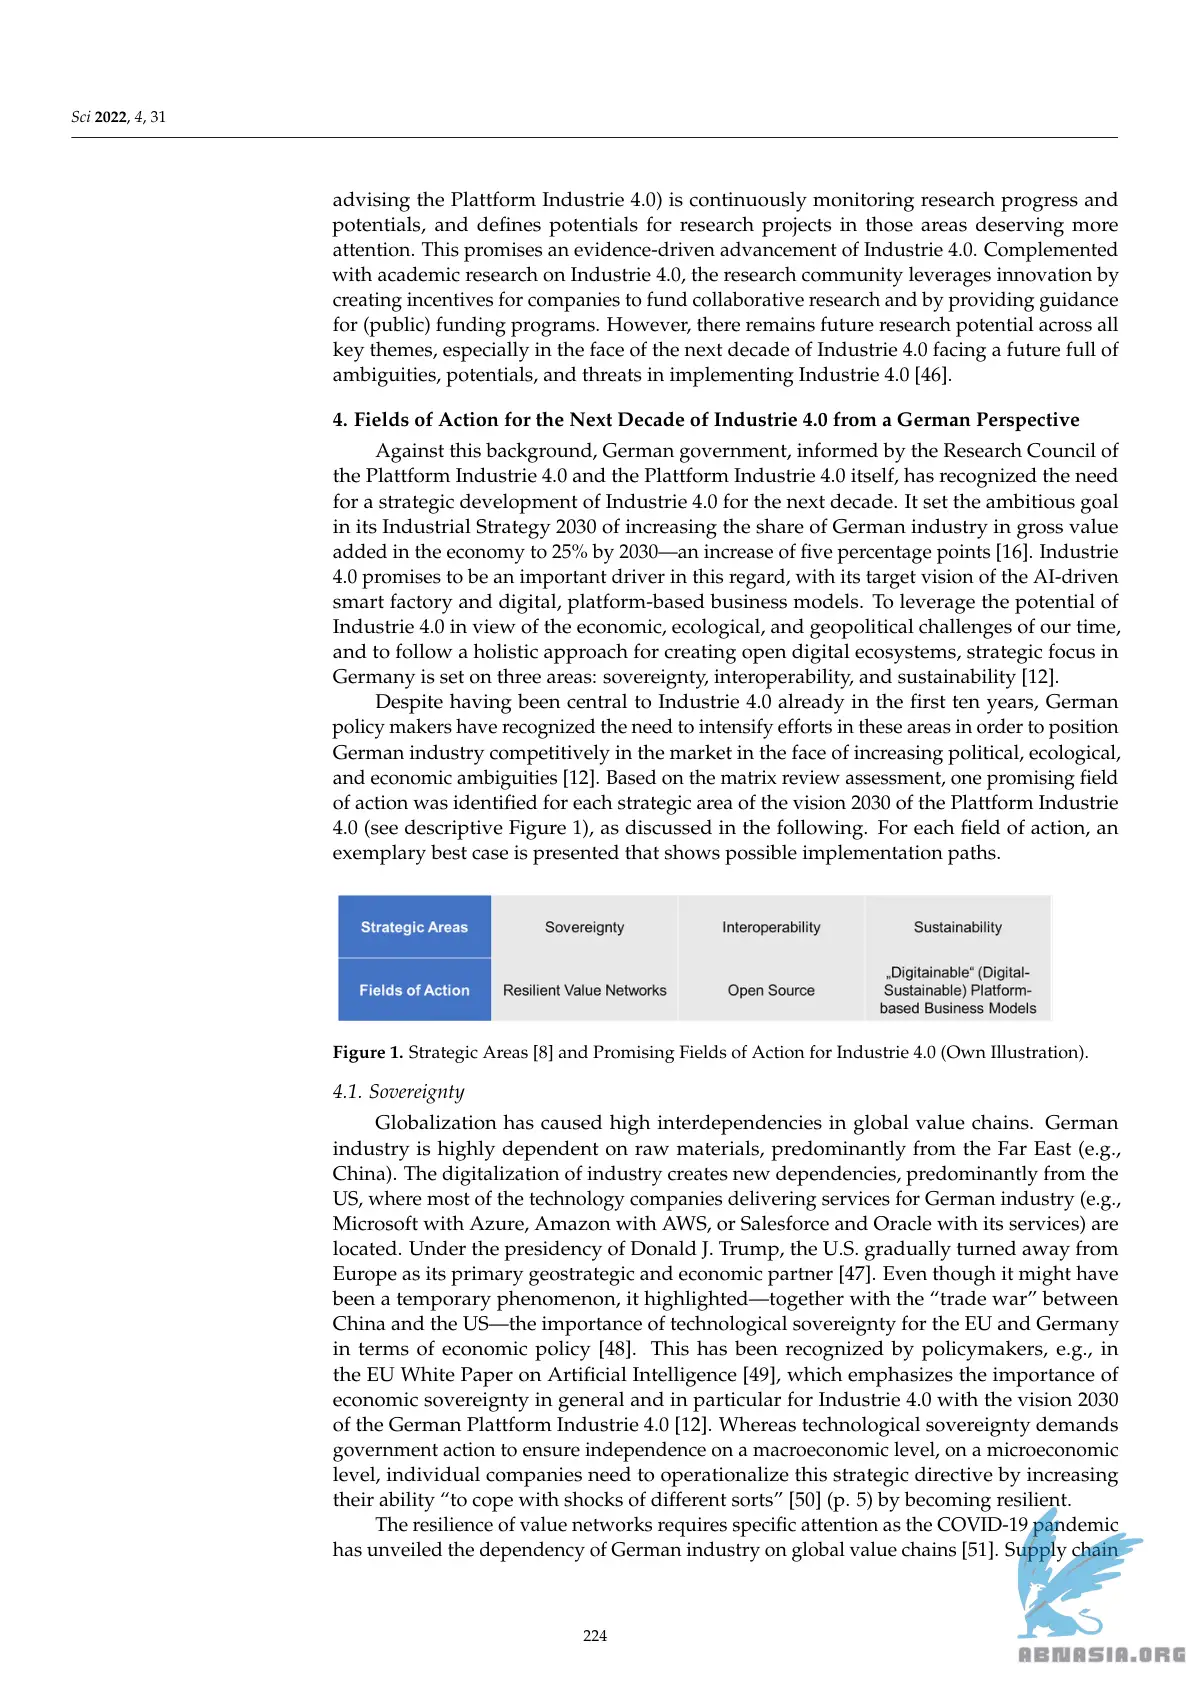 Sci 2022, 4, 31
advising the Plattform Industrie 4.0) is continuously monitoring research progress and
potentials, and defines potentials for research projects in those areas deserving more
attention. This promises an evidence-driven advancement of Industrie 4.0. Complemented
with academic research on Industrie 4.0, the research community leverages innovation by
creating incentives for companies to fund collaborative research and by providing guidance
for (public) funding programs. However, there remains future research potential across all
key themes, especially in the face of the next decade of Industrie 4.0 facing a future full of
ambiguities, potentials, and threats in implementing Industrie 4.0 [46].
4. Fields of Action for the Next Decade of Industrie 4.0 from a German Perspective
Against this background, German government, informed by the Research Council of
the Plattform Industrie 4.0 and the Plattform Industrie 4.0 itself, has recognized the need
for a strategic development of Industrie 4.0 for the next decade. It set the ambitious goal
in its Industrial Strategy 2030 of increasing the share of German industry in gross value
added in the economy to 25% by 2030—an increase of five percentage points [16]. Industrie
4.0 promises to be an important driver in this regard, with its target vision of the AI-driven
smart factory and digital, platform-based business models. To leverage the potential of
Industrie 4.0 in view of the economic, ecological, and geopolitical challenges of our time,
and to follow a holistic approach for creating open digital ecosystems, strategic focus in
Germany is set on three areas: sovereignty, interoperability, and sustainability [12].
Despite having been central to Industrie 4.0 already in the first ten years, German
policy makers have recognized the need to intensify efforts in these areas in order to position
German industry competitively in the market in the face of increasing political, ecological,
and economic ambiguities [12]. Based on the matrix review assessment, one promising field
of action was identified for each strategic area of the vision 2030 of the Plattform Industrie
4.0 (see descriptive Figure 1), as discussed in the following. For each field of action, an
exemplary best case is presented that shows possible implementation paths.
Strategic Areas Sovereignty Interoperability Sustainability
Fields of Action Resilient Value Networks Open Source „Digitainable“ (Digital-
Sustainable) Platform-
based Business Models
Figure 1. Strategic Areas [8] and Promising Fields of Action for Industrie 4.0 (Own Illustration).
4.1. Sovereignty
Globalization has caused high interdependencies in global value chains. German
industry is highly dependent on raw materials, predominantly from the Far East (e.g.,
China). The digitalization of industry creates new dependencies, predominantly from the
US, where most of the technology companies delivering services for German industry (e.g.,
Microsoft with Azure, Amazon with AWS, or Salesforce and Oracle with its services) are
located. Under the presidency of Donald J. Trump, the U.S. gradually turned away from
Europe as its primary geostrategic and economic partner [47]. Even though it might have
been a temporary phenomenon, it highlighted—together with the “trade war” between
China and the US—the importance of technological sovereignty for the EU and Germany
in terms of economic policy [48]. This has been recognized by policymakers, e.g., in
the EU White Paper on Artificial Intelligence [49], which emphasizes the importance of
economic sovereignty in general and in particular for Industrie 4.0 with the vision 2030
of the German Plattform Industrie 4.0 [12]. Whereas technological sovereignty demands
government action to ensure independence on a macroeconomic level, on a microeconomic
level, individual companies need to operationalize this strategic directive by increasing
their ability “to cope with shocks of different sorts” [50] (p. 5) by becoming resilient.
The resilience of value networks requires specific attention as the COVID-19 pandemic
has unveiled the dependency of German industry on global value chains [51]. Supply chain
224
ABNASIA.ORG